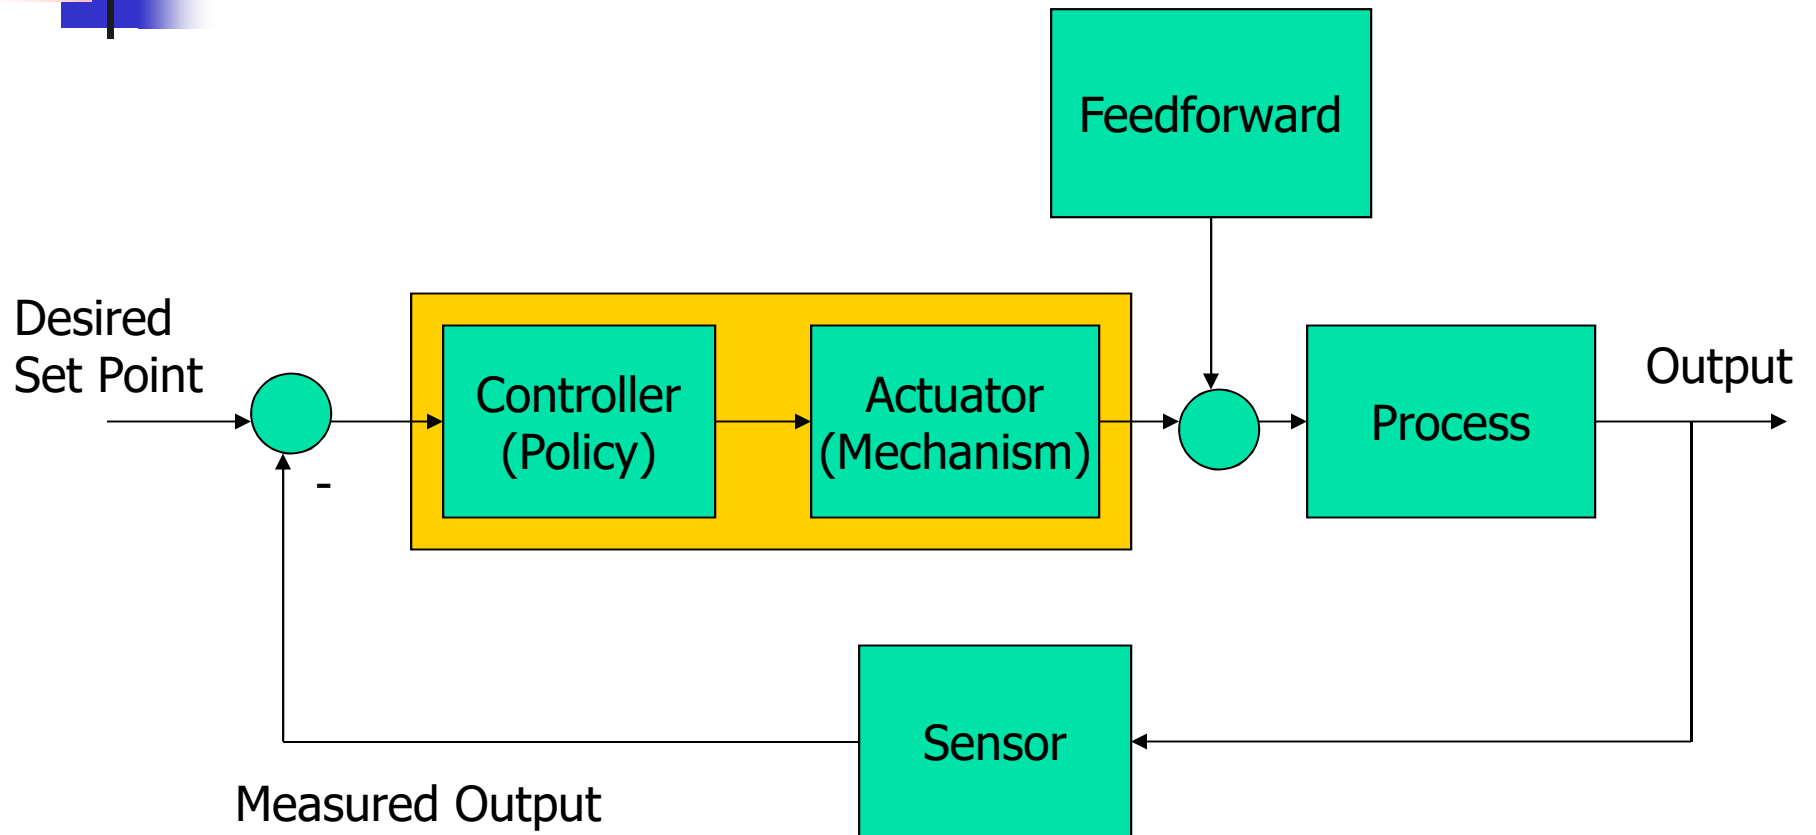 Feedforward
Desired
Set Point
Controller
(Policy)
Actuator
(Mechanism)
Process
Output
-
Sensor
Measured Output